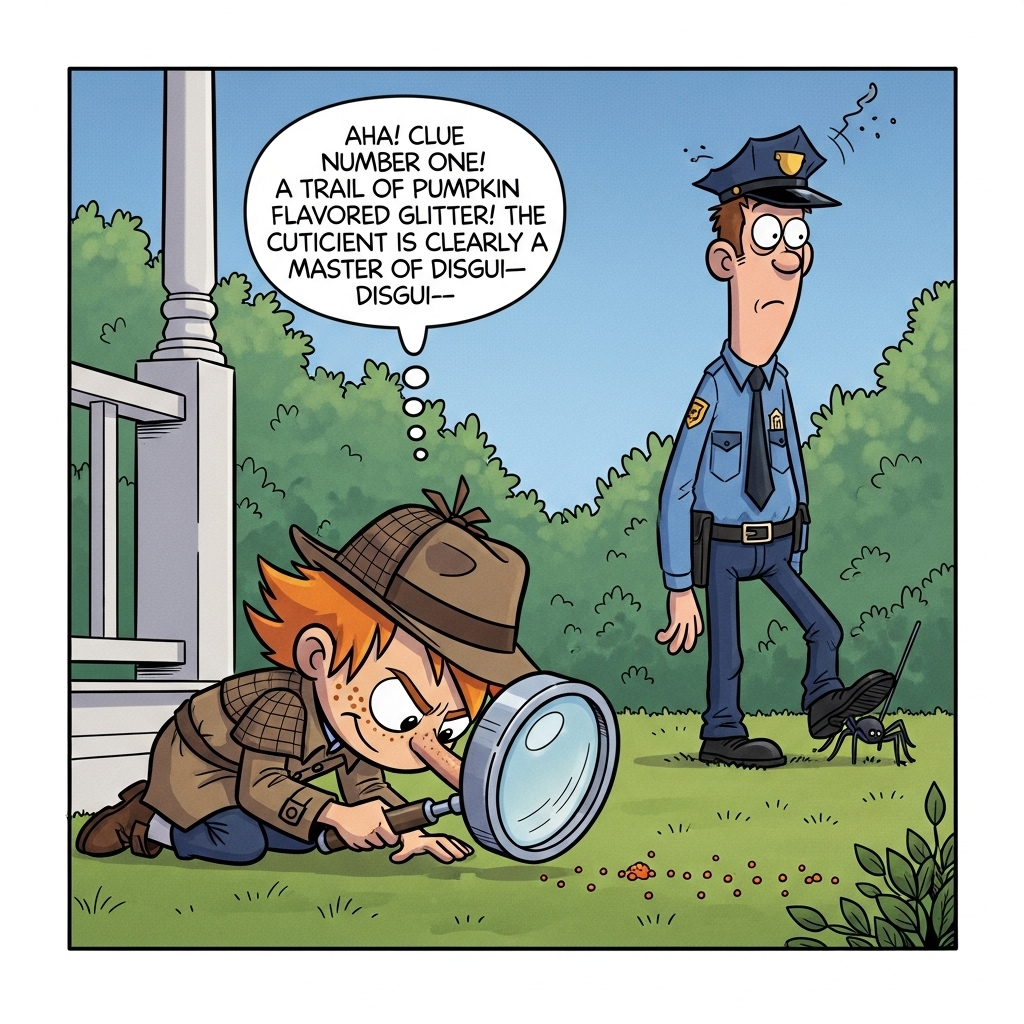 AHA! CLUE
NUMBER ONE!
A TRAIL OF PUMPKIN
FLAVORED GLITTER! THE
CUTICIENT IS CLEARLY A
MASTER OF DISGUI—
DISGUI--